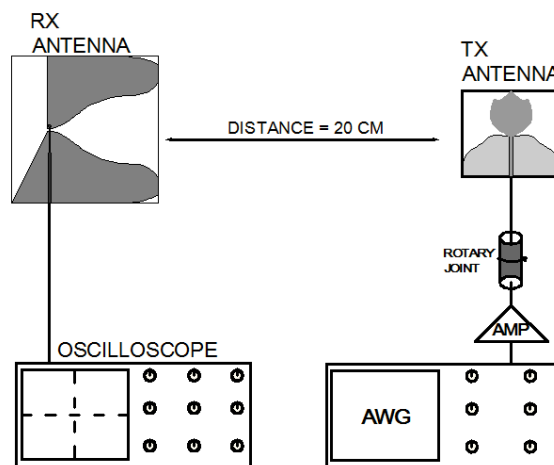 RX
ANTENNA
TX
ANTENNA
DISTANCE = 20 CM
ROTARY
JOINT
AMP
OSCILLOSCOPE
AWG